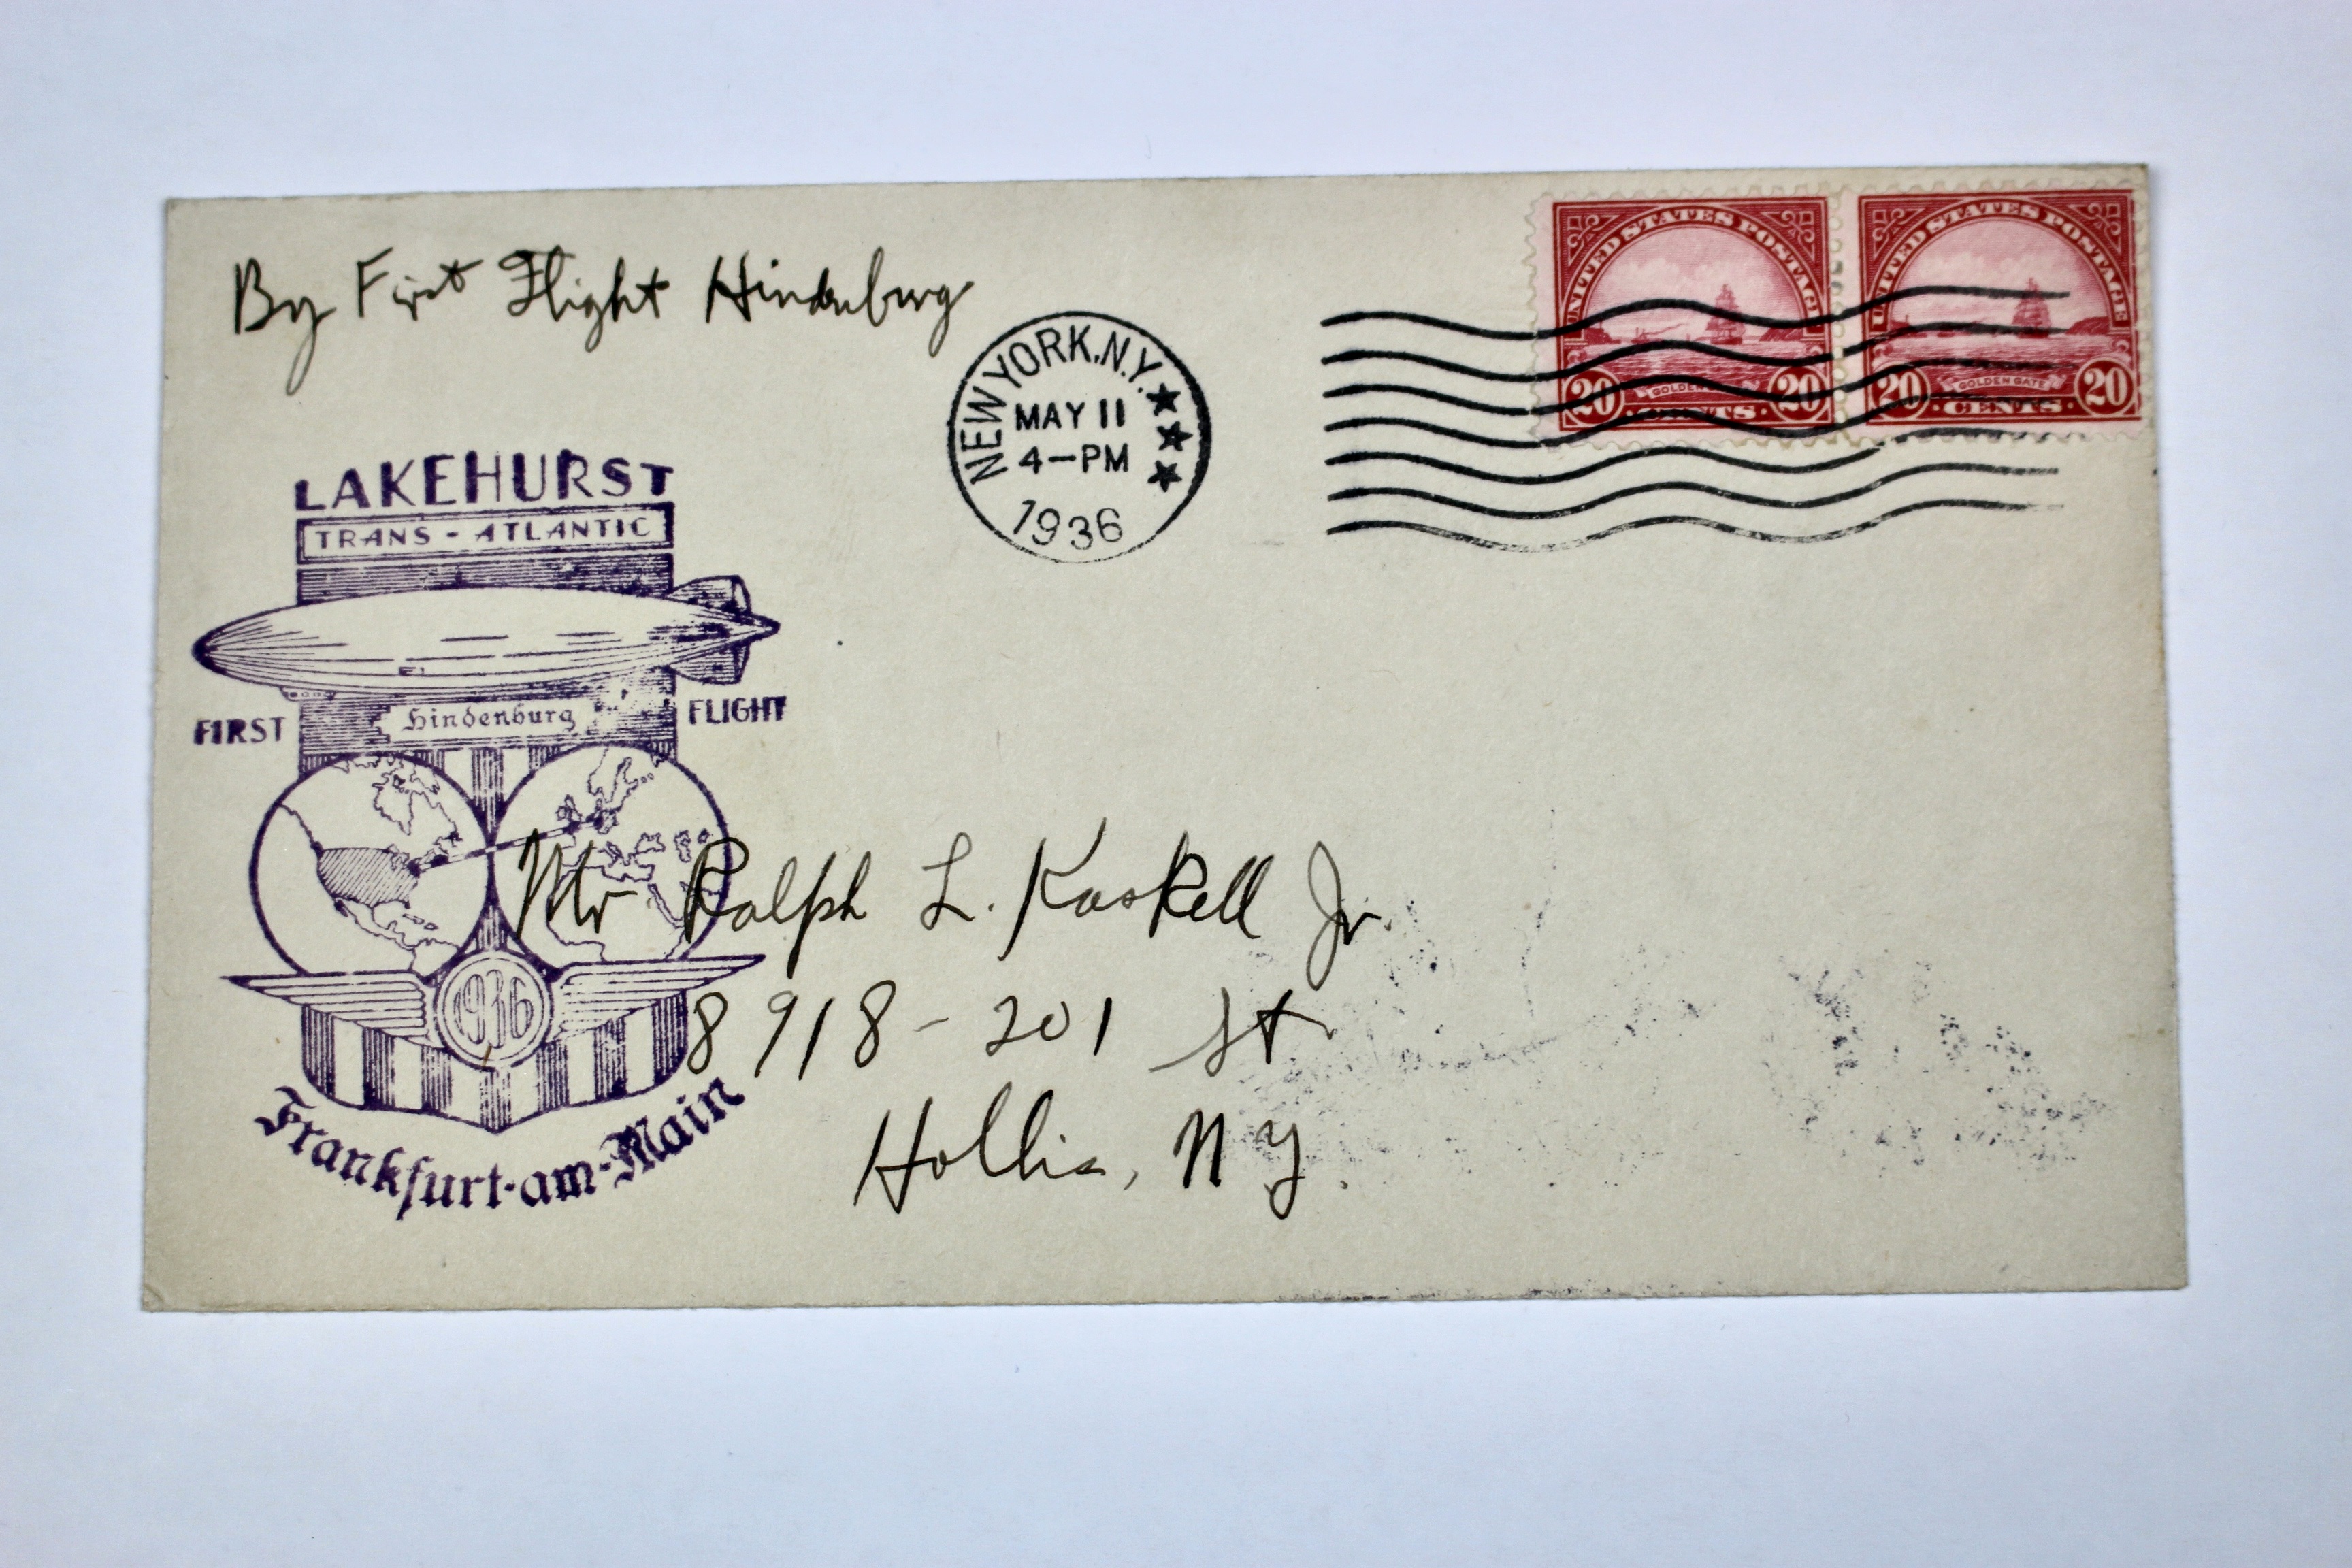 By First Flight Hindenburg
NEW YORK, N.Y.
MAY 11
4-PM
1936
UNITED STATES POSTAGE
20 GOLDEN GATE 20
CENTS
UNITED STATES POSTAGE
20 GOLDEN GATE 20
CENTS
LAKEHURST
TRANS-ATLANTIC
FIRST Hindenburg FLIGHT
1936
Frankfurt-am-Main
Mr Ralph L. Kaskell Jr.
8918-201 St
Hollis, NY.